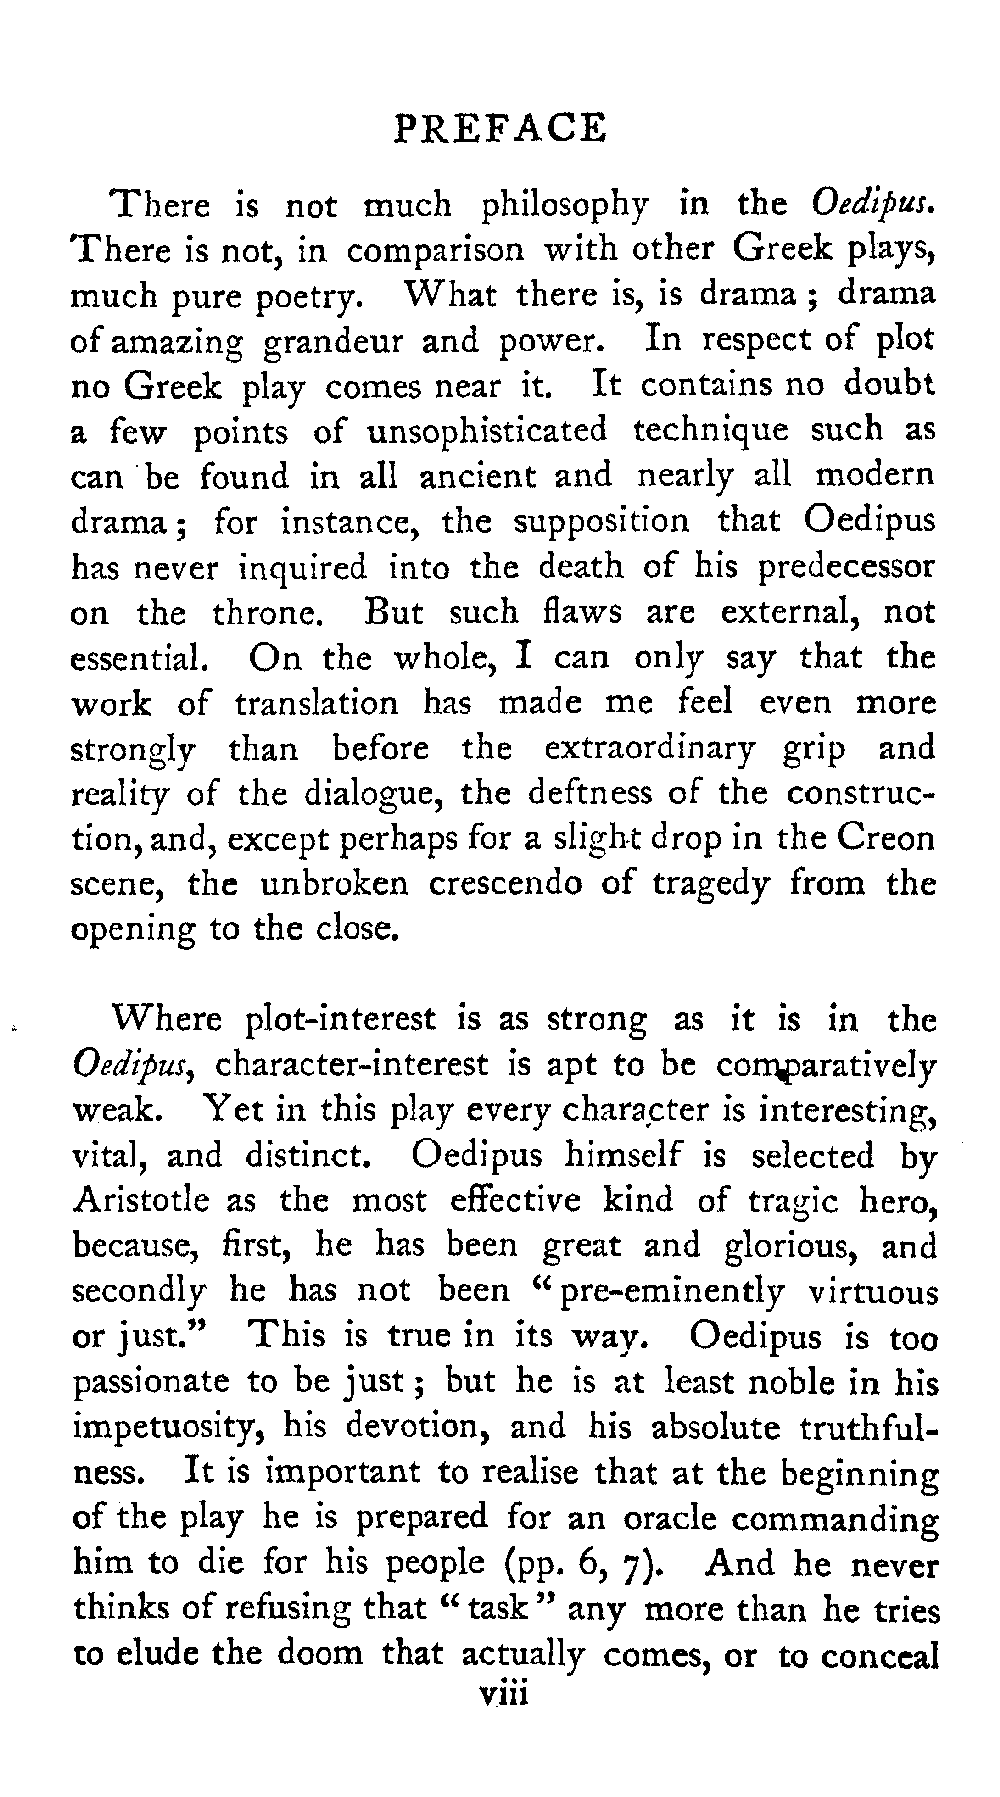 PREFACE
There is not much philosophy in the Oedipus.
There is not, in comparison with other Greek plays,
much pure poetry. What there is, is drama ; drama
of amazing grandeur and power. In respect of plot
no Greek play comes near it. It contains no doubt
a few points of unsophisticated technique such as
can be found in all ancient and nearly all modern
drama ; for instance, the supposition that Oedipus
has never inquired into the death of his predecessor
on the throne. But such flaws are external, not
essential. On the whole, I can only say that the
work of translation has made me feel even more
strongly than before the extraordinary grip and
reality of the dialogue, the deftness of the construc-
tion, and, except perhaps for a slight drop in the Creon
scene, the unbroken crescendo of tragedy from the
opening to the close.
Where plot-interest is as strong as it is in the
Oedipus, character-interest is apt to be comparatively
weak. Yet in this play every character is interesting,
vital, and distinct. Oedipus himself is selected by
Aristotle as the most effective kind of tragic hero,
because, first, he has been great and glorious, and
secondly he has not been “ pre-eminently virtuous
or just.” This is true in its way. Oedipus is too
passionate to be just ; but he is at least noble in his
impetuosity, his devotion, and his absolute truthful-
ness. It is important to realise that at the beginning
of the play he is prepared for an oracle commanding
him to die for his people (pp. 6, 7). And he never
thinks of refusing that “ task ” any more than he tries
to elude the doom that actually comes, or to conceal
viii